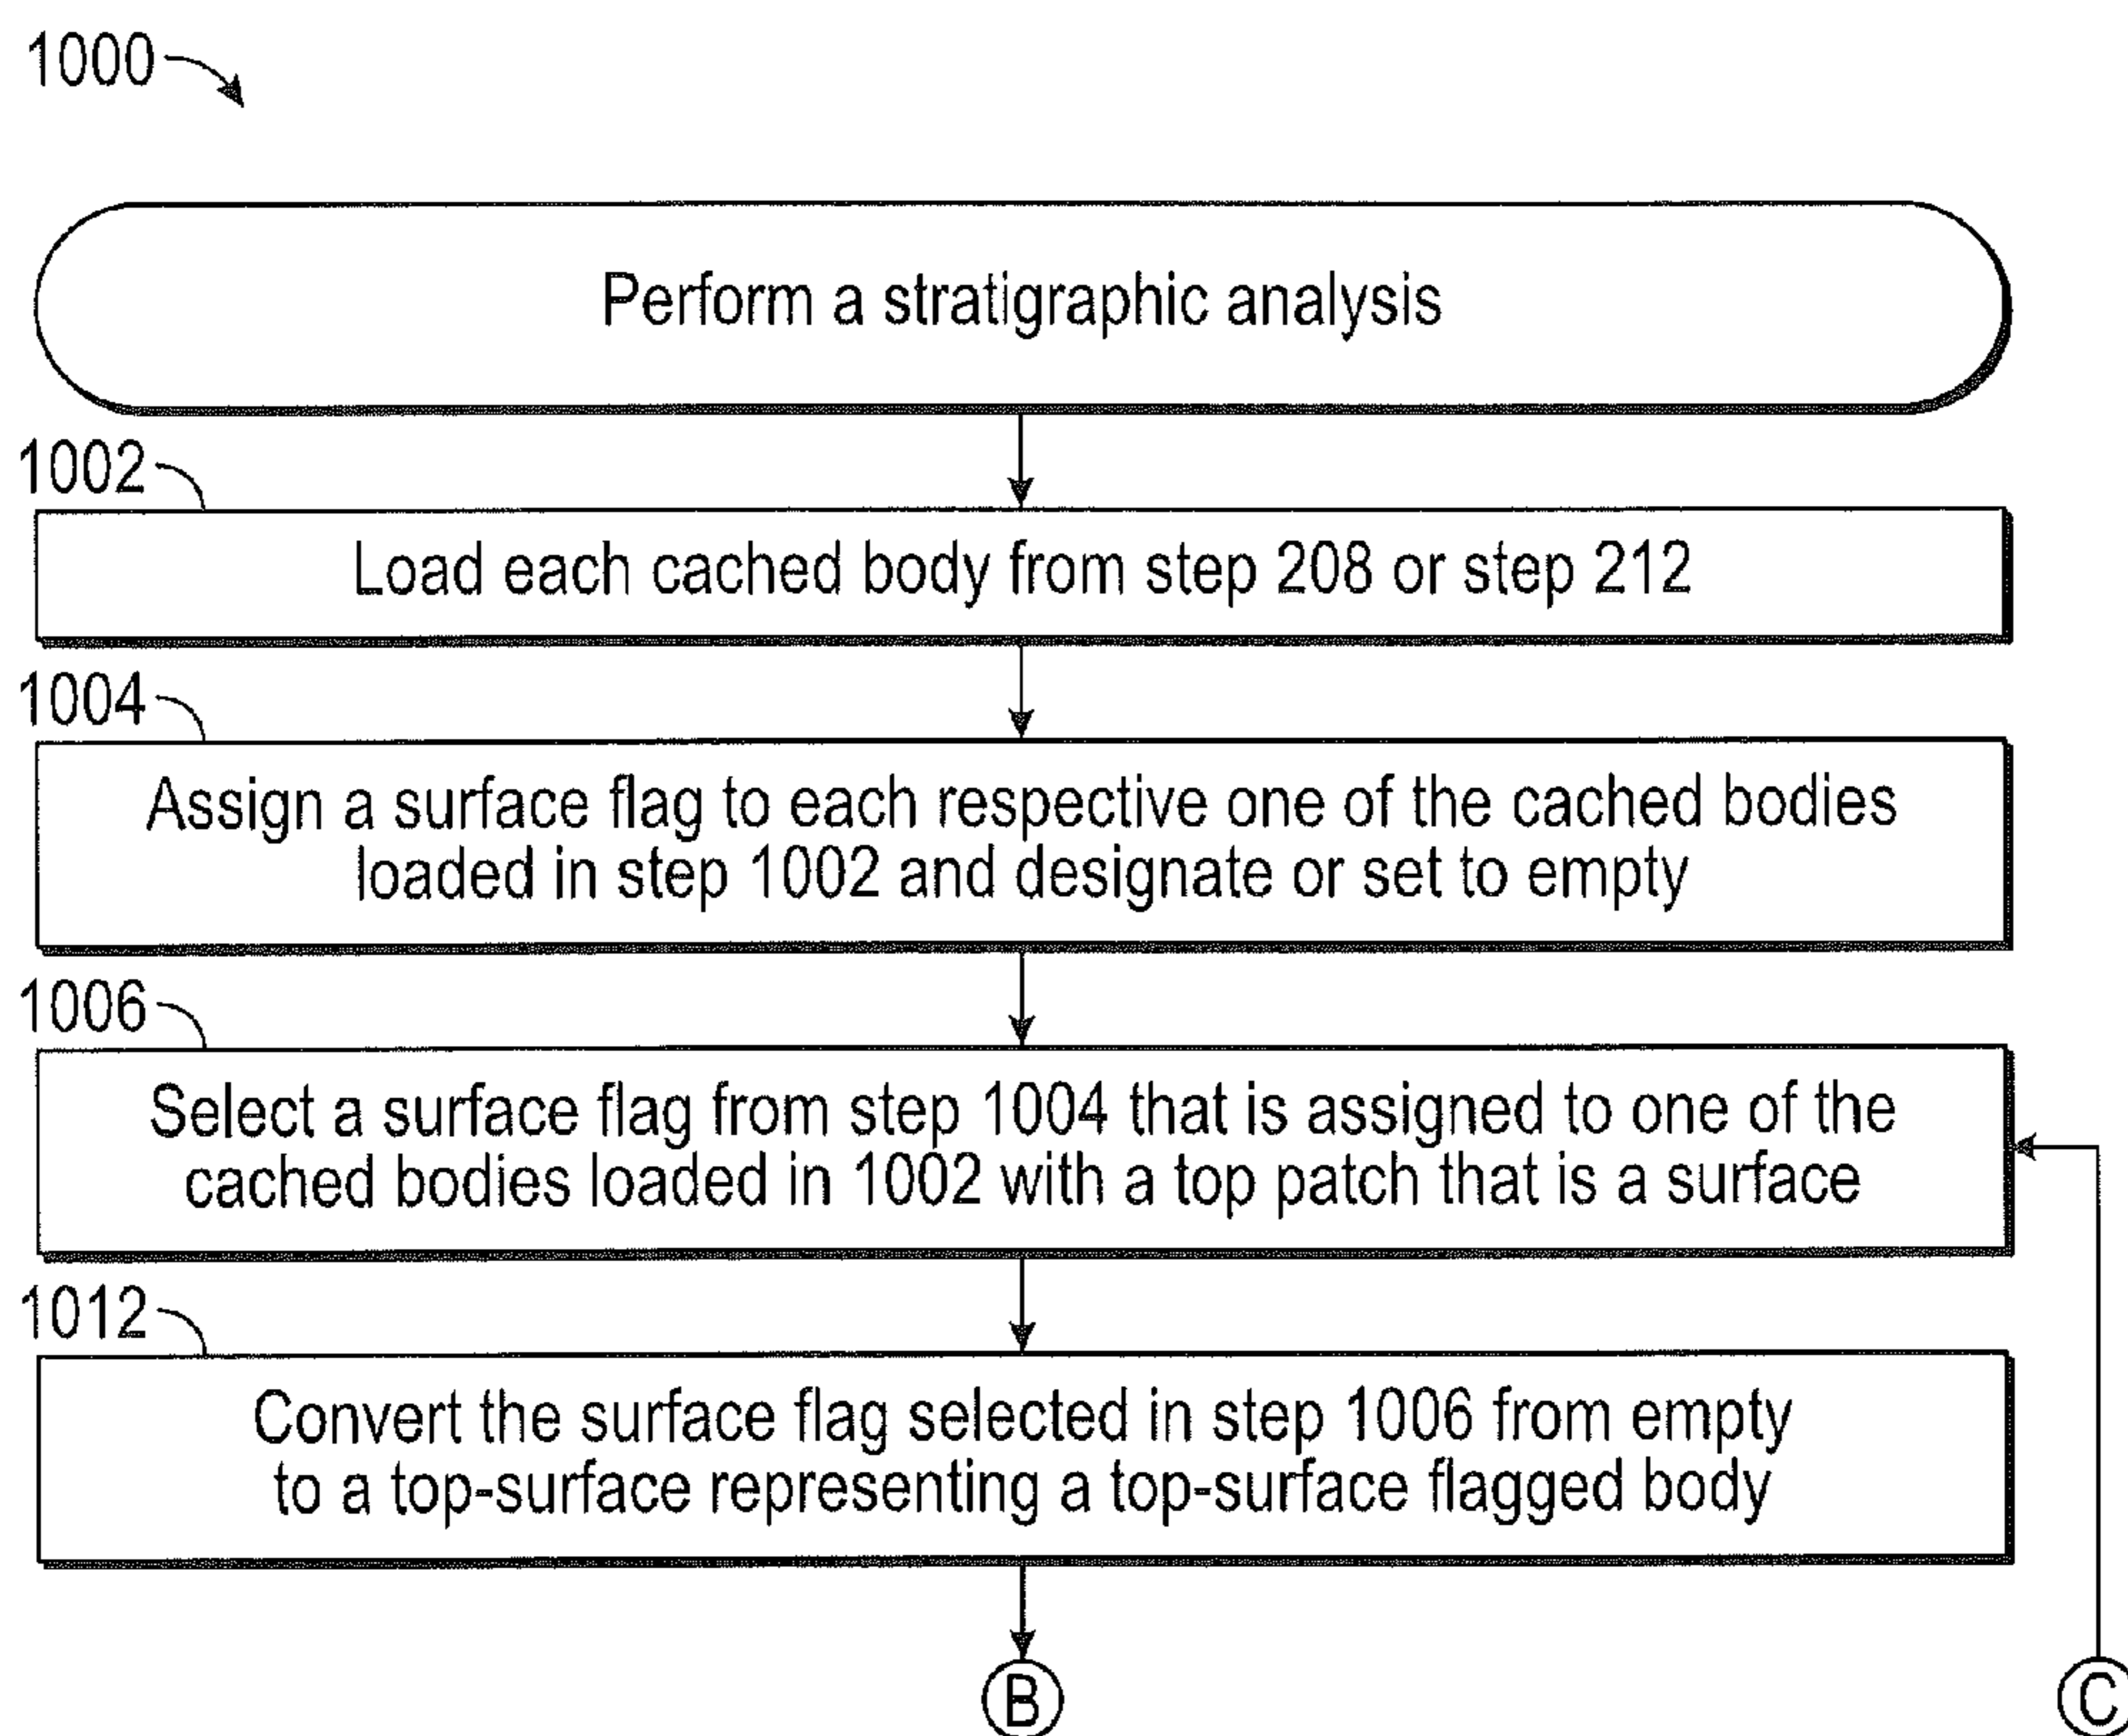 1000
Perform a stratigraphic analysis
1002
Load each cached body from step 208 or step 212
1004
Assign a surface flag to each respective one of the cached bodies
loaded in step 1002 and designate or set to empty
1006
Select a surface flag from step 1004 that is assigned to one of the
cached bodies loaded in 1002 with a top patch that is a surface
1012
Convert the surface flag selected in step 1006 from empty
to a top-surface representing a top-surface flagged body
B
C